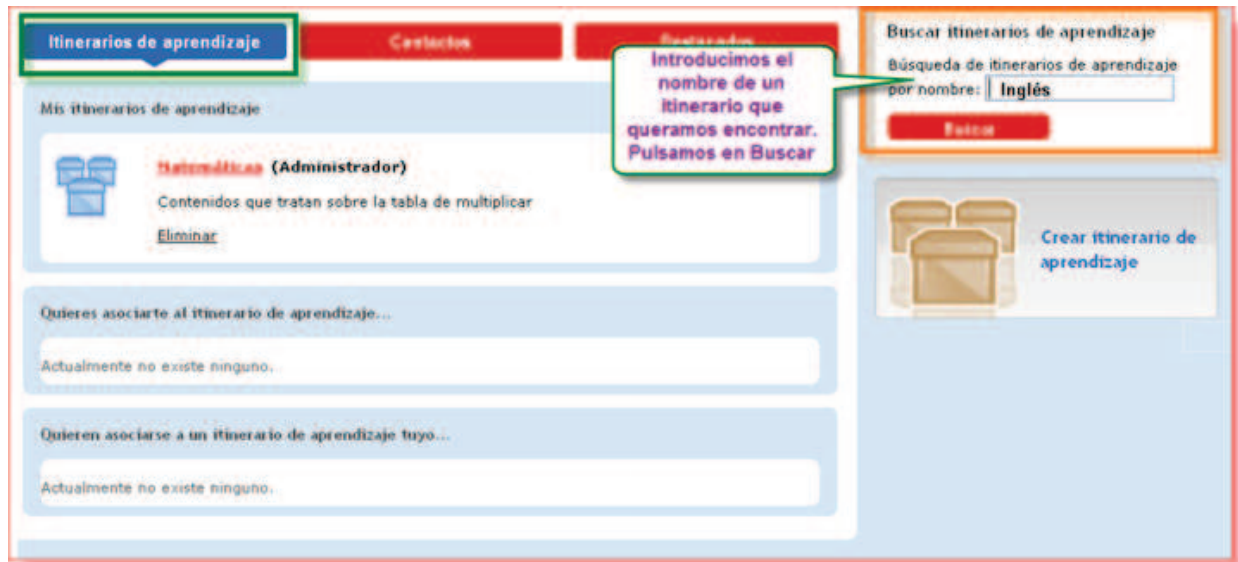 Itinerarios de aprendizaje
Contactos
Destacados
Mis itinerarios de aprendizaje
Matemáticas (Administrador)
Contenidos que tratan sobre la tabla de multiplicar
Eliminar
Quieres asociarte al itinerario de aprendizaje...
Actualmente no existe ninguno.
Quieren asociarse a un itinerario de aprendizaje tuyo...
Actualmente no existe ninguno.
Introducimos el
nombre de un
itinerario que
queramos encontrar.
Pulsamos en Buscar
Buscar itinerarios de aprendizaje
Búsqueda de itinerarios de aprendizaje
por nombre: Inglés
Buscar
Crear itinerario de
aprendizaje